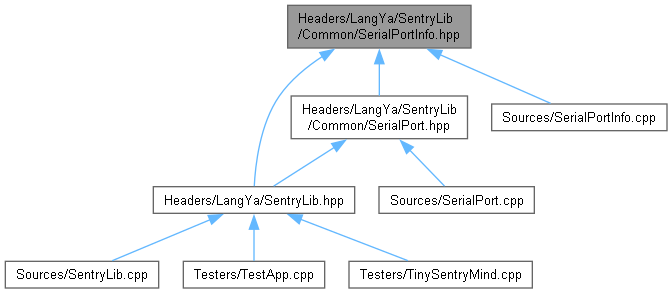 Headers/LangYa/SentryLib
/Common/SerialPortInfo.hpp
Headers/LangYa/SentryLib
/Common/SerialPort.hpp
Sources/SerialPortInfo.cpp
Headers/LangYa/SentryLib.hpp
Sources/SerialPort.cpp
Sources/SentryLib.cpp
Testers/TestApp.cpp
Testers/TinySentryMind.cpp